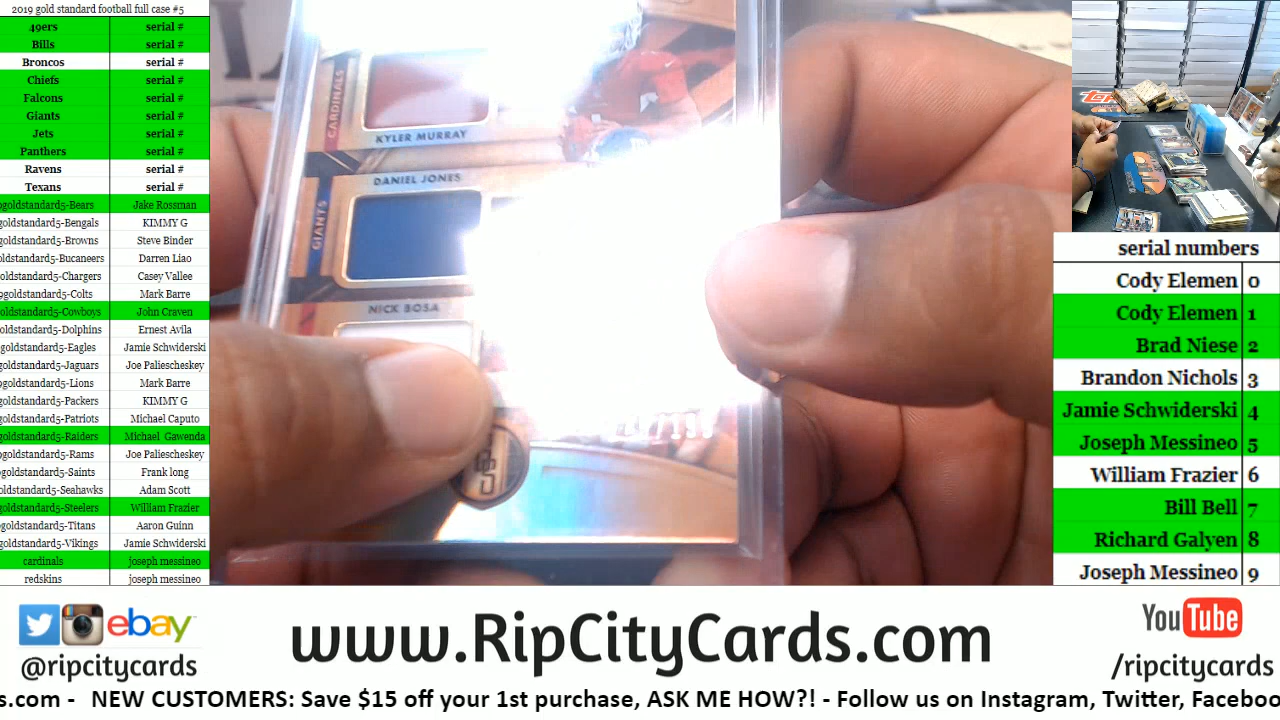 2019 gold standard football full case #5
49ers serial #
Bills serial #
Broncos serial #
Chiefs serial #
Falcons serial #
Giants serial #
Jets serial #
Panthers serial #
Ravens serial #
Texans serial #
goldstandard5-Bears Jake Rossman
goldstandard5-Bengals KIMMY G
goldstandard5-Browns Steve Binder
oldstandard5-Bucaneers Darren Liao
oldstandard5-Chargers Casey Vallee
goldstandard5-Colts Mark Barre
oldstandard5-Cowboys John Craven
oldstandard5-Dolphins Ernest Avila
goldstandard5-Eagles Jamie Schwiderski
goldstandard5-Jaguars Joe Paliescheskey
goldstandard5-Lions Mark Barre
goldstandard5-Packers KIMMY G
goldstandard5-Patriots Michael Caputo
goldstandard5-Raiders Michael Gawenda
goldstandard5-Rams Joe Paliescheskey
goldstandard5-Saints Frank long
oldstandard5-Seahawks Adam Scott
goldstandard5-Steelers William Frazier
goldstandard5-Titans Aaron Guinn
goldstandard5-Vikings Jamie Schwiderski
cardinals joseph messineo
redskins joseph messineo
CARDINALS
KYLER MURRAY
DANIEL JONES
GIANTS
NICK BOSA
serial numbers
Cody Elemen 0
Cody Elemen 1
Brad Niese 2
Brandon Nichols 3
Jamie Schwiderski 4
Joseph Messineo 5
William Frazier 6
Bill Bell 7
Richard Galyen 8
Joseph Messineo 9
ebay
@ripcitycards
www.RipCityCards.com
YouTube
/ripcitycards
s.com - NEW CUSTOMERS: Save $15 off your 1st purchase, ASK ME HOW?! - Follow us on Instagram, Twitter, Faceboo